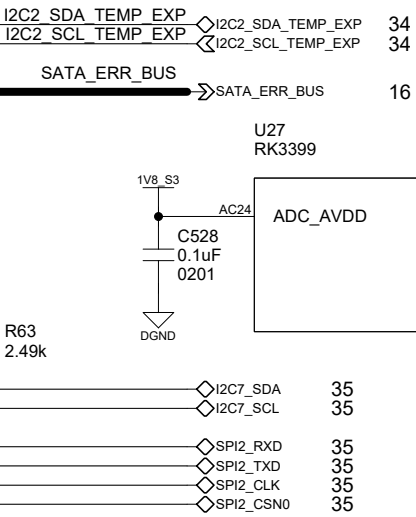 I2C2_SDA_TEMP_EXP I2C2_SDA_TEMP_EXP 34
I2C2_SCL_TEMP_EXP I2C2_SCL_TEMP_EXP 34
SATA_ERR_BUS
SATA_ERR_BUS 16
U27
RK3399
1V8_S3
AC24 ADC_AVDD
C528
0.1uF
0201
DGND
R63
2.49k
I2C7_SDA 35
I2C7_SCL 35
SPI2_RXD 35
SPI2_TXD 35
SPI2_CLK 35
SPI2_CSN0 35